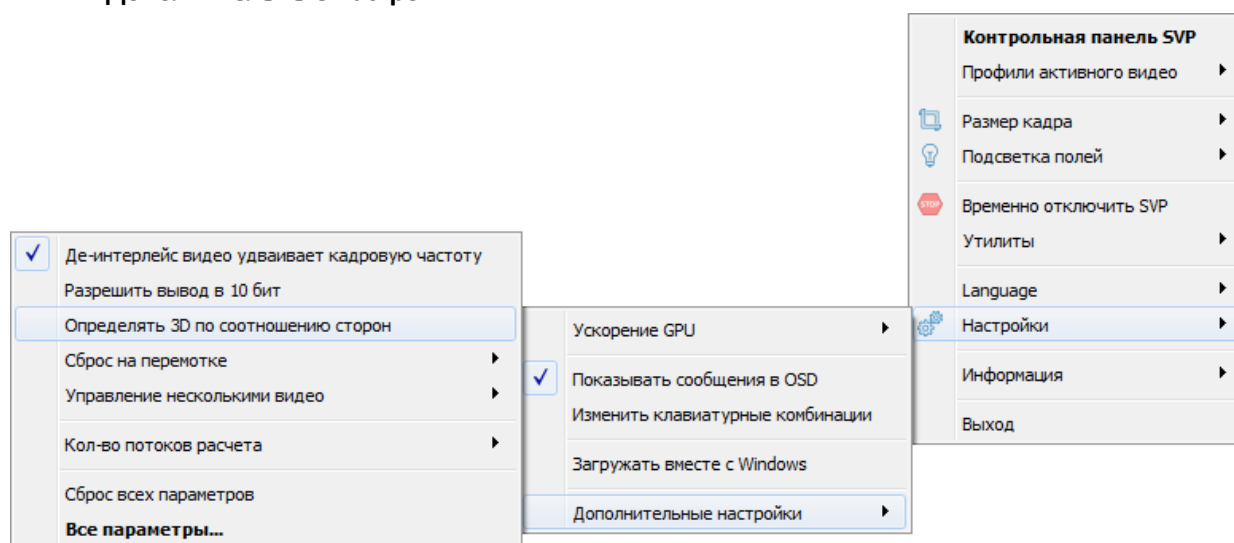 Контрольная панель SVP
Профили активного видео
Размер кадра
Подсветка полей
STOP
Временно отключить SVP
Утилиты
Language
Настройки
Информация
Выход
Ускорение GPU
Показывать сообщения в OSD
Изменить клавиатурные комбинации
Загружать вместе с Windows
Дополнительные настройки
Де-интерлейс видео удваивает кадровую частоту
Разрешить вывод в 10 бит
Определять 3D по соотношению сторон
Сброс на перемотке
Управление несколькими видео
Кол-во потоков расчета
Сброс всех параметров
Все параметры...